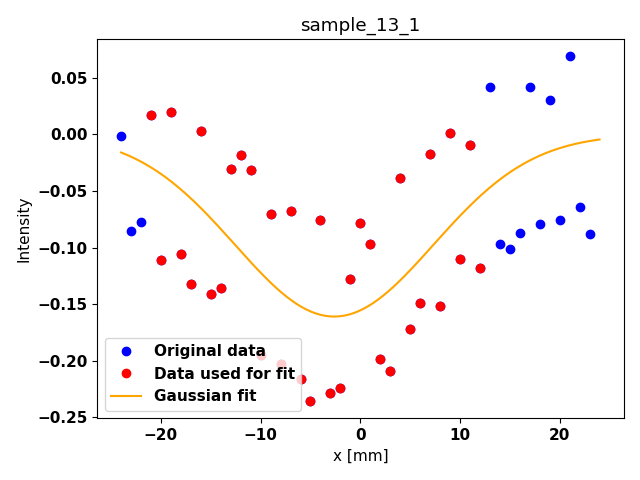 sample_13_1
0.05
0.00
−0.05
−0.10
−0.15
−0.20
−0.25
Intensity
Original data
Data used for fit
Gaussian fit
−20
−10
0
10
20
x [mm]